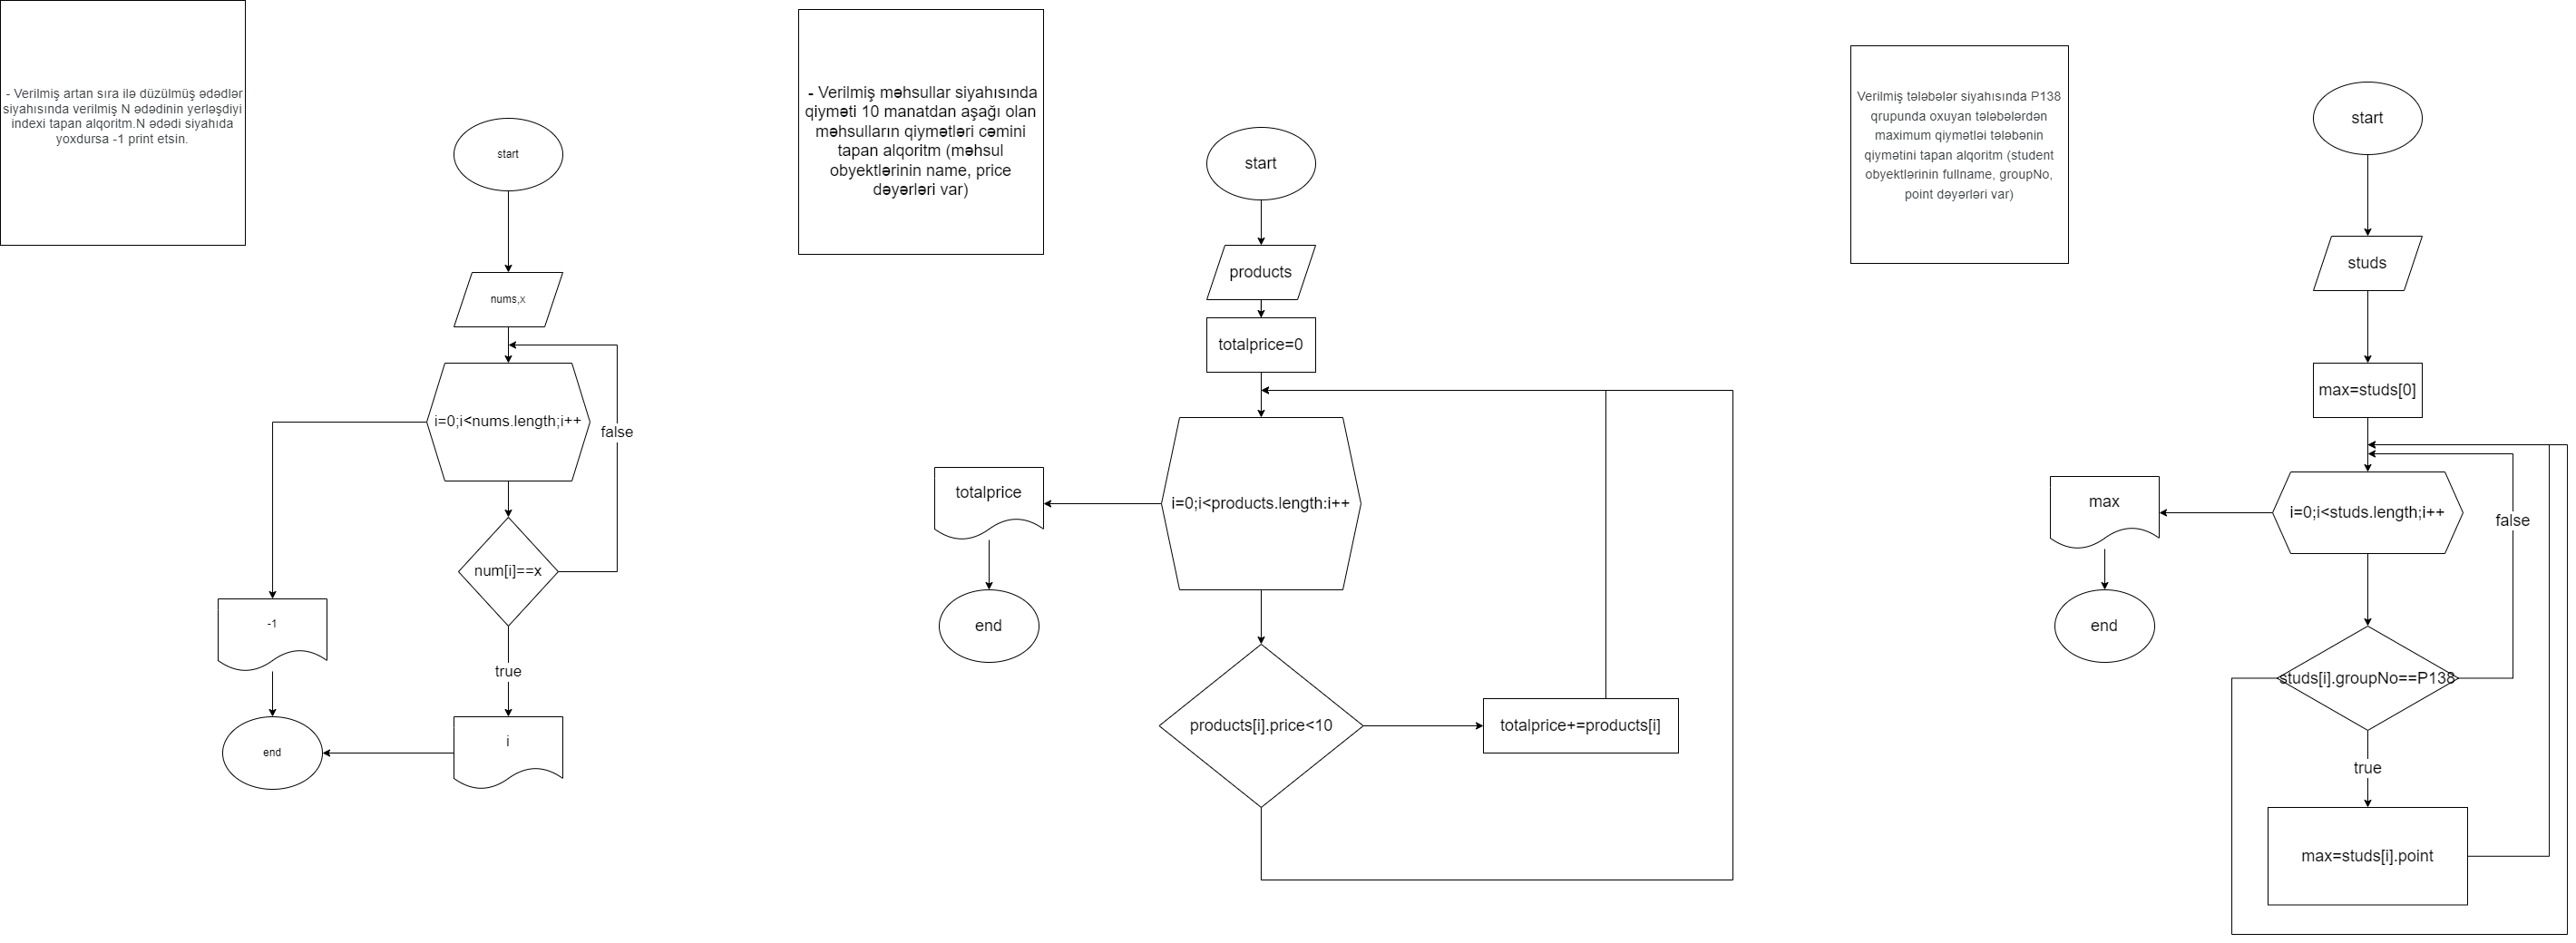 - Verilmiş artan sıra ilə düzülmüş ədədlər
siyahısında verilmiş N ədədinin yerləşdiyi
indexi tapan alqoritm.N ədədi siyahıda
yoxdursa -1 print etsin.
start
nums,x
i=0;i<nums.length;i++
false
num[i]==x
-1
true
i
end
- Verilmiş məhsullar siyahısında
qiyməti 10 manatdan aşağı olan
məhsulların qiymətləri cəmini
tapan alqoritm (məhsul
obyektlərinin name, price
dəyərləri var)
start
products
totalprice=0
totalprice
i=0;i<products.length:i++
end
products[i].price<10
totalprice+=products[i]
Verilmiş tələbələr siyahısında P138
qrupunda oxuyan tələbələrdən
maximum qiymətləi tələbənin
qiymətini tapan alqoritm (student
obyektlərinin fullname, groupNo,
point dəyərləri var)
start
studs
max=studs[0]
max
i=0;i<studs.length;i++
false
end
studs[i].groupNo==P138
true
max=studs[i].point